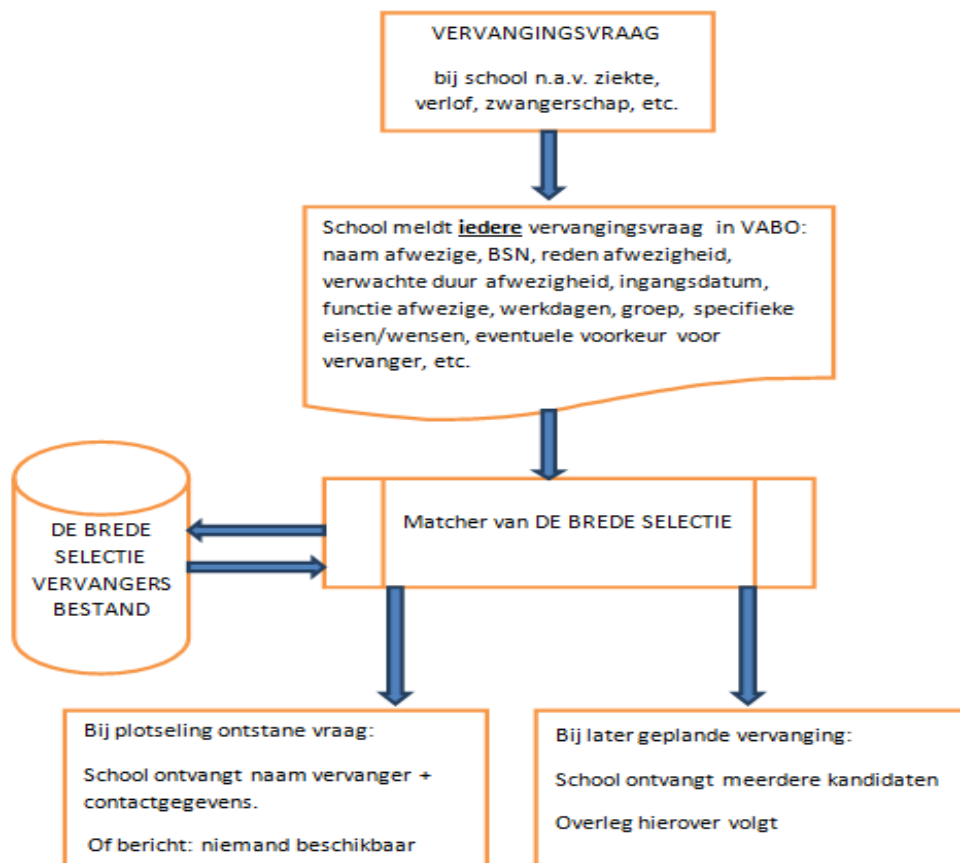 VERVANGINGSVRAAG
bij school n.a.v. ziekte,
verlof, zwangerschap, etc.
School meldt iedere vervangingsvraag in VABO:
naam afwezige, BSN, reden afwezigheid,
verwachte duur afwezigheid, ingangsdatum,
functie afwezige, werkdagen, groep, specifieke
eisen/wensen, eventuele voorkeur voor
vervanger, etc.
DE BREDE
SELECTIE
VERVANGERS
BESTAND
Matcher van DE BREDE SELECTIE
Bij plotseling ontstane vraag:
School ontvangt naam vervanger +
contactgegevens.
Of bericht: niemand beschikbaar
Bij later geplande vervanging:
School ontvangt meerdere kandidaten
Overleg hierover volgt